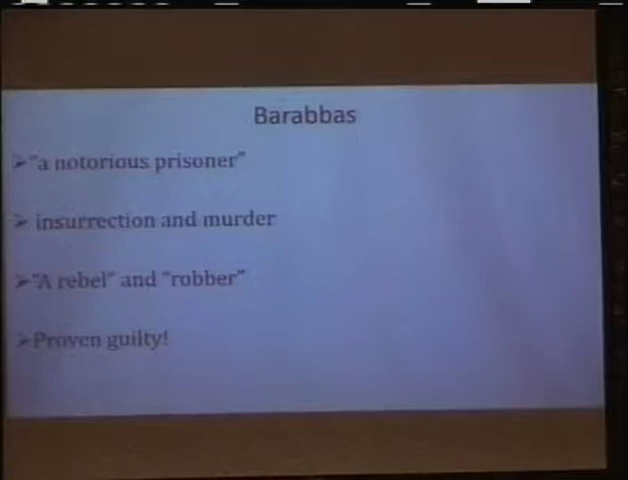 Barabbas
➢"a notorious prisoner"
➢ insurrection and murder
➢"A rebel" and "robber"
➢Proven guilty!